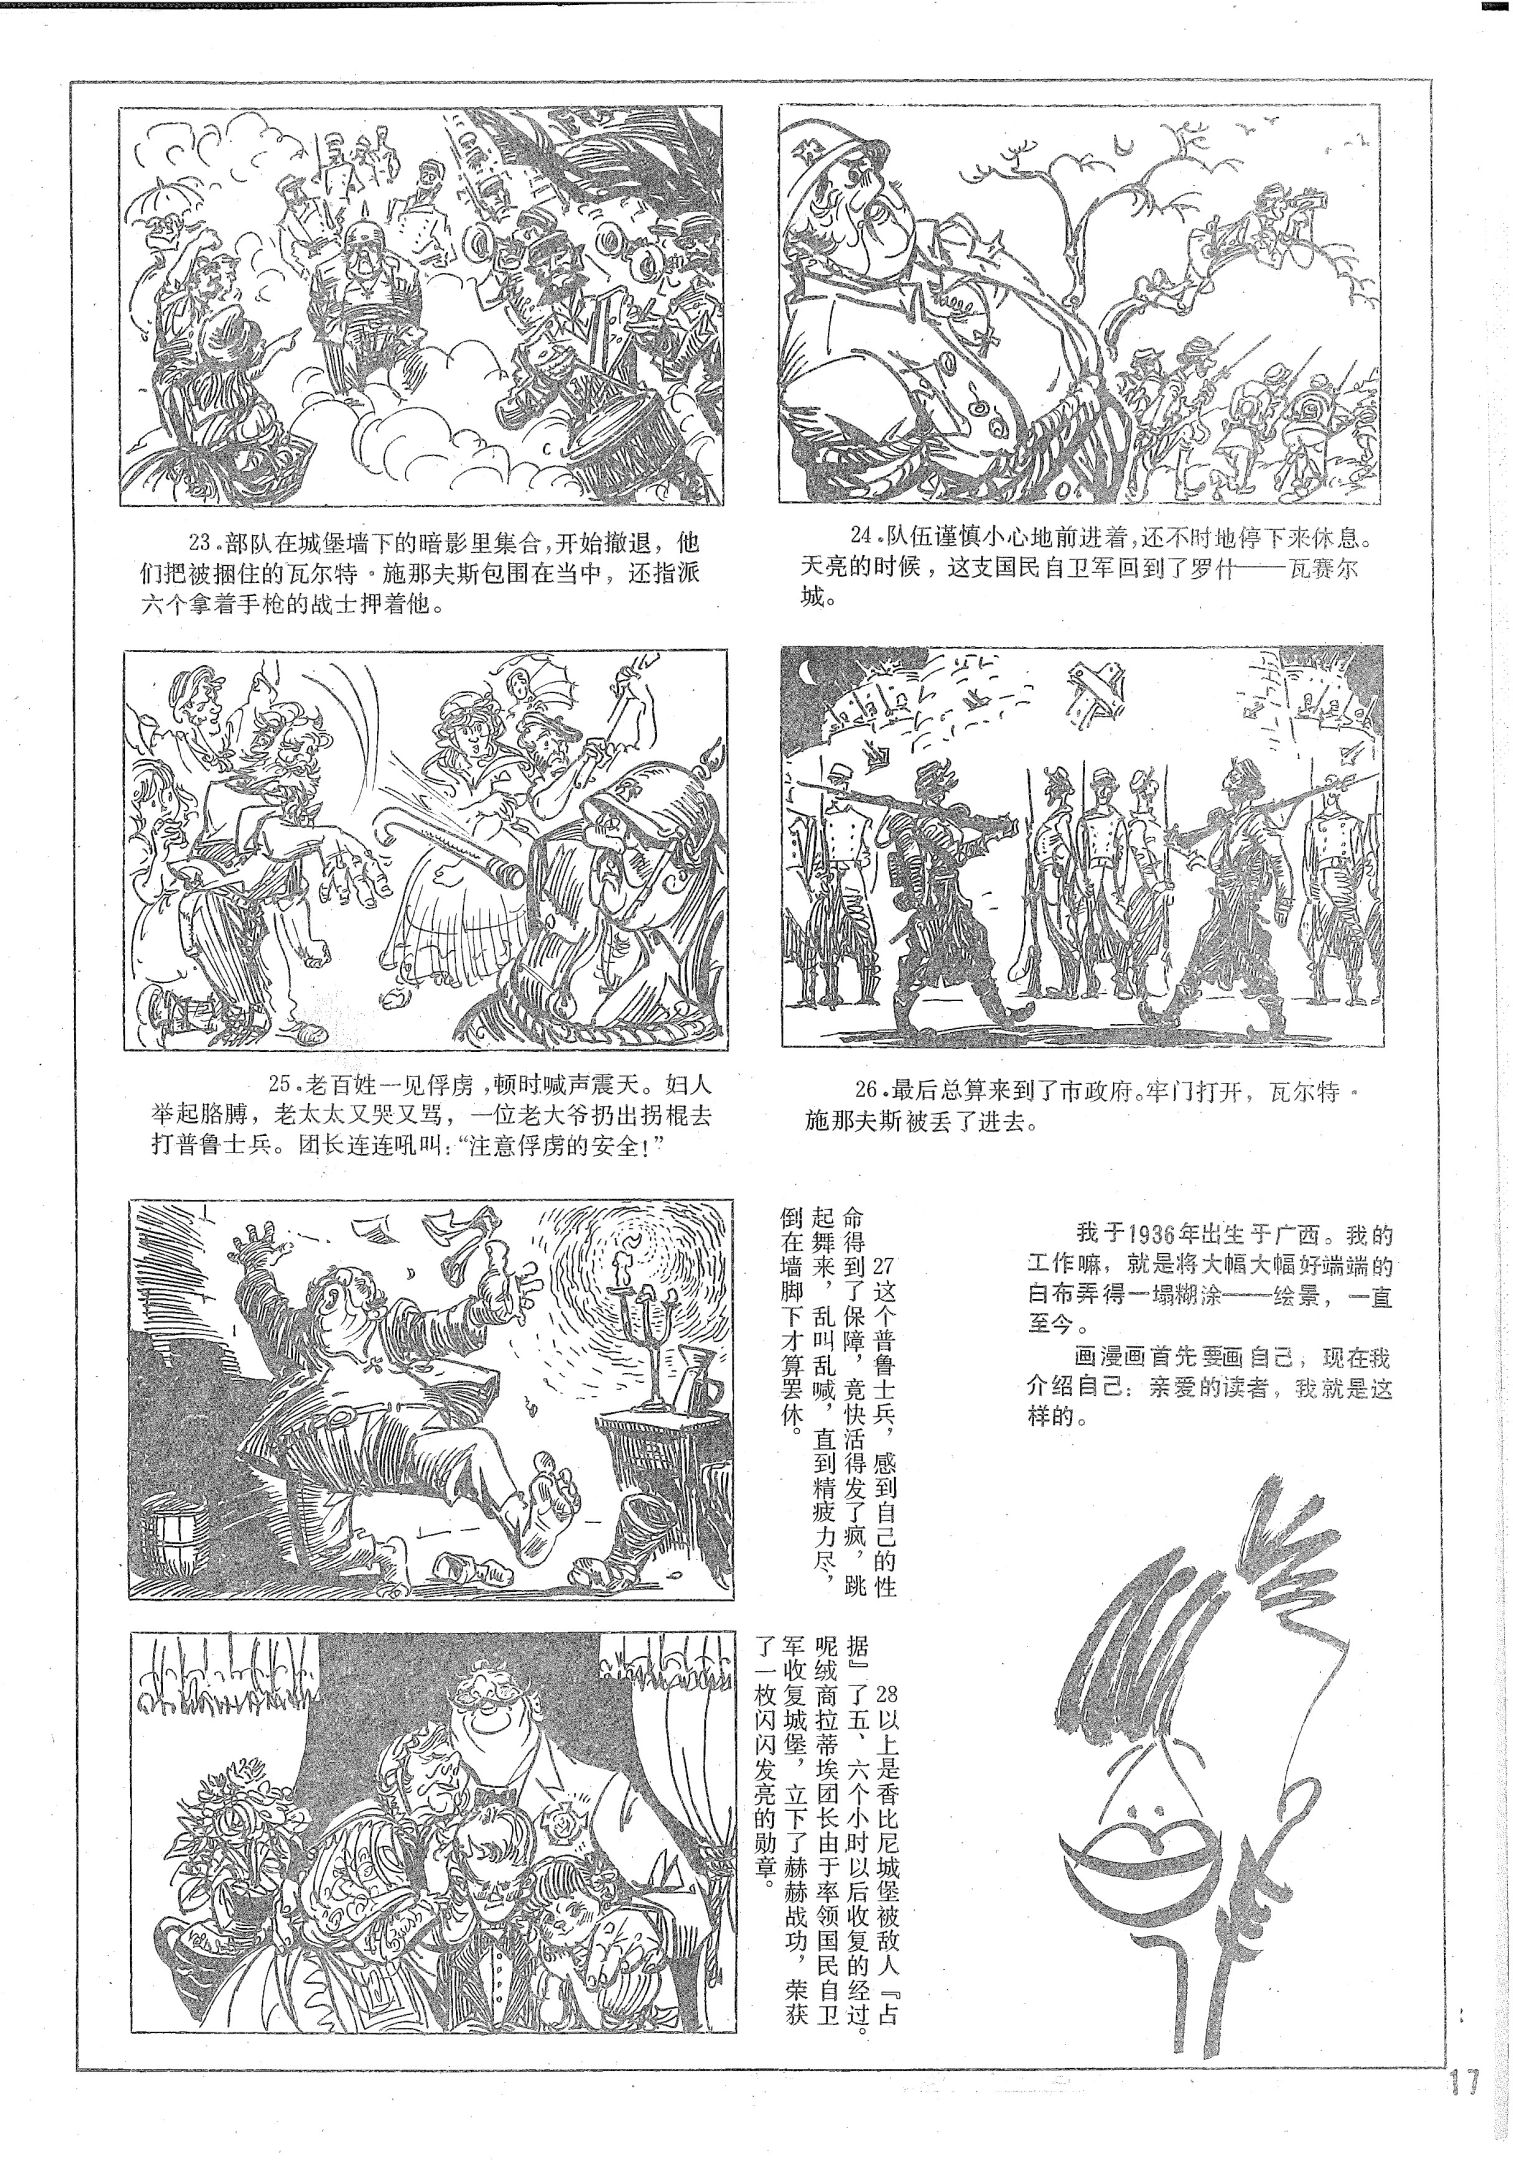 23.部队在城堡墙下的暗影里集合,开始撤退，他
们把被捆住的瓦尔特·施那夫斯包围在当中，还指派
六个拿着手枪的战士押着他。
24.队伍谨慎小心地前进着,还不时地停下来休息。
天亮的时候，这支国民自卫军回到了罗什——瓦赛尔
城。
25.老百姓一见俘虏,顿时喊声震天。妇人
举起胳膊，老太太又哭又骂，一位老大爷扔出拐棍去
打普鲁士兵。团长连连吼叫:“注意俘虏的安全!”
26.最后总算来到了市政府。牢门打开，瓦尔特·
施那夫斯被丢了进去。
27这个普鲁士兵，感到自己的性
命得到了保障，竟快活得发了疯，跳
起舞来，乱叫乱喊，直到精疲力尽，
倒在墙脚下才算罢休。
28以上是香比尼城堡被敌人『占
据』了五、六个小时以后收复的经过。
呢绒商拉蒂埃团长由于率领国民自卫
军收复城堡，立下了赫赫战功，荣获
了一枚闪闪发亮的勋章。
我于1936年出生于广西。我的
工作嘛，就是将大幅大幅好端端的
白布弄得一塌糊涂——绘景，一直
至今。
画漫画首先要画自己，现在我
介绍自己：亲爱的读者，我就是这
样的。
17